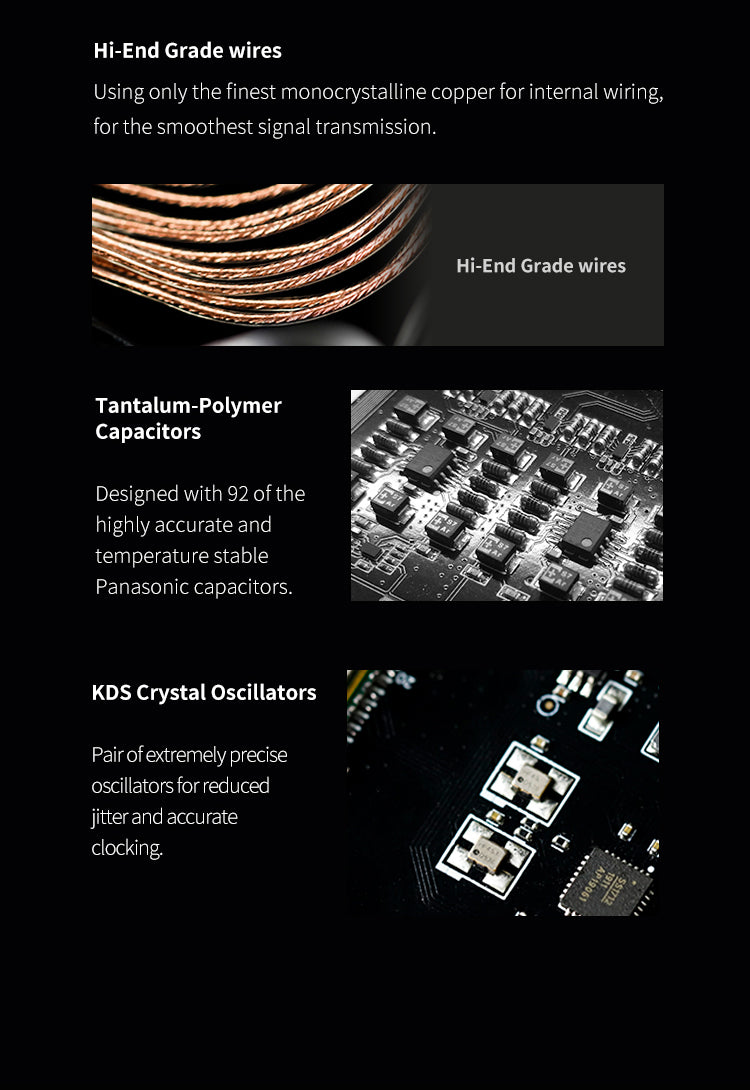 Hi-End Grade wires
Using only the finest monocrystalline copper for internal wiring,
for the smoothest signal transmission.
Hi-End Grade wires
Tantalum-Polymer
Capacitors
Designed with 92 of the
highly accurate and
temperature stable
Panasonic capacitors.
KDS Crystal Oscillators
Pair of extremely precise
oscillators for reduced
jitter and accurate
clocking.